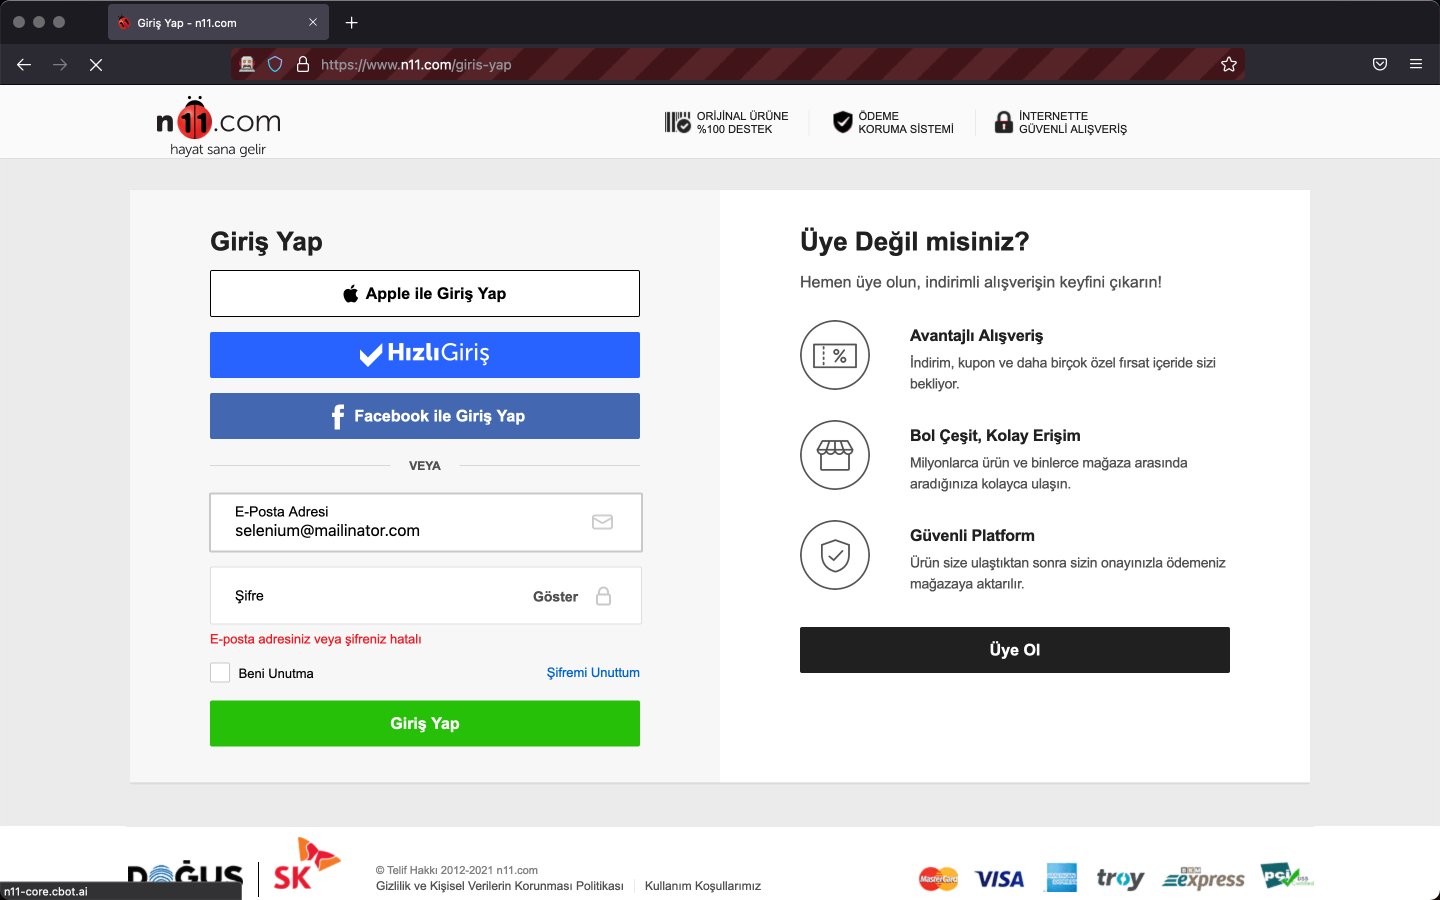 Giriş Yap - n11.com
https://www.n11.com/giris-yap
n11.com
hayat sana gelir
ORİJİNAL ÜRÜNE
%100 DESTEK
ÖDEME
KORUMA SİSTEMİ
İNTERNETTE
GÜVENLİ ALIŞVERİŞ
Giriş Yap
Apple ile Giriş Yap
HızlıGiriş
Facebook ile Giriş Yap
VEYA
E-Posta Adresi
selenium@mailinator.com
Şifre
Göster
E-posta adresiniz veya şifreniz hatalı
Beni Unutma
Şifremi Unuttum
Giriş Yap
Üye Değil misiniz?
Hemen üye olun, indirimli alışverişin keyfini çıkarın!
%
Avantajlı Alışveriş
İndirim, kupon ve daha birçok özel fırsat içeride sizi
bekliyor.
Bol Çeşit, Kolay Erişim
Milyonlarca ürün ve binlerce mağaza arasında
aradığınıza kolayca ulaşın.
Güvenli Platform
Ürün size ulaştıktan sonra sizin onayınızla ödemeniz
mağazaya aktarılır.
Üye Ol
DOĞUŞ
SK
© Telif Hakkı 2012-2021 n11.com
Gizlilik ve Kişisel Verilerin Korunması Politikası
Kullanım Koşullarımız
MasterCard
VISA
AMERICAN EXPRESS
troy
BKM express
PCI DSS Certified
n11-core.cbot.ai